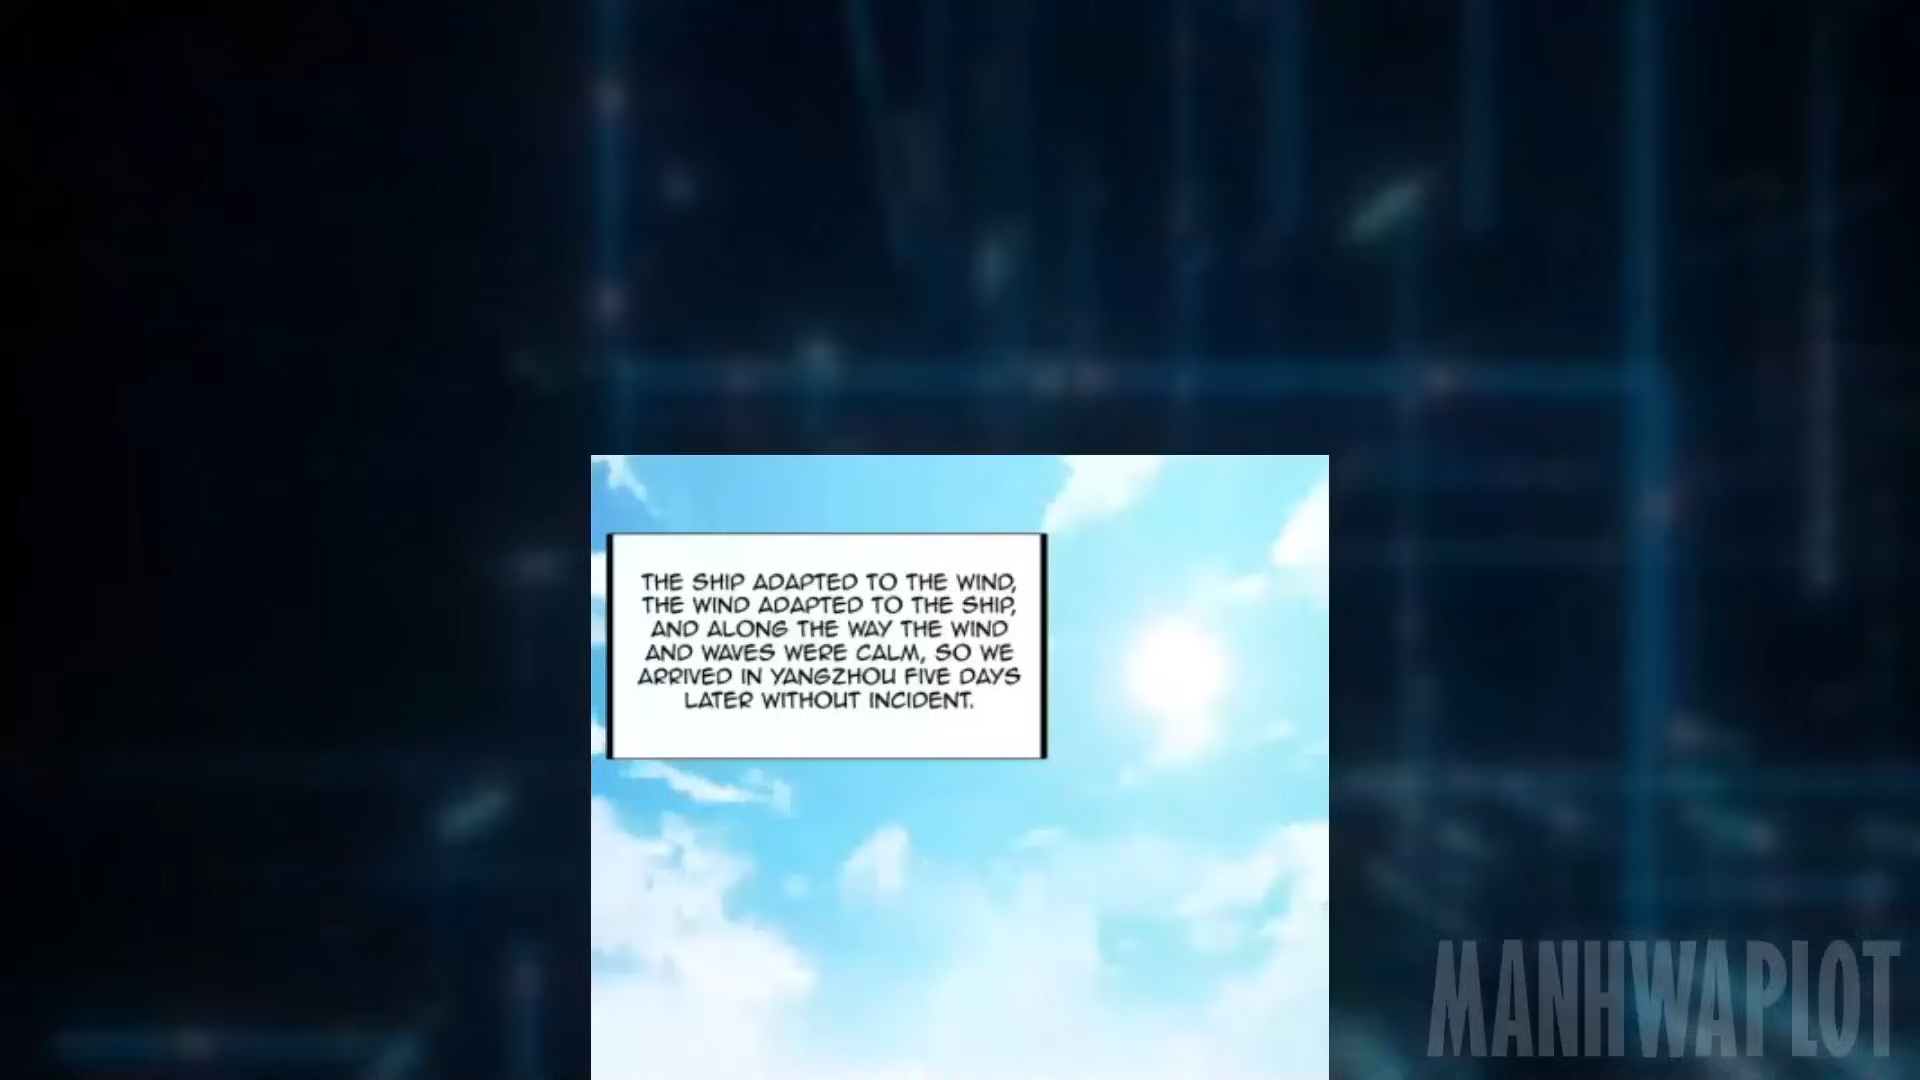 THE SHIP ADAPTED TO THE WIND,
THE WIND ADAPTED TO THE SHIP,
AND ALONG THE WAY THE WIND
AND WAVES WERE CALM, SO WE
ARRIVED IN YANGZHOU FIVE DAYS
LATER WITHOUT INCIDENT.
MANHWAPLOT